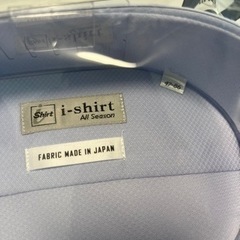 i
Shirt
i-shirt
All Season
FABRIC MADE IN JAPAN